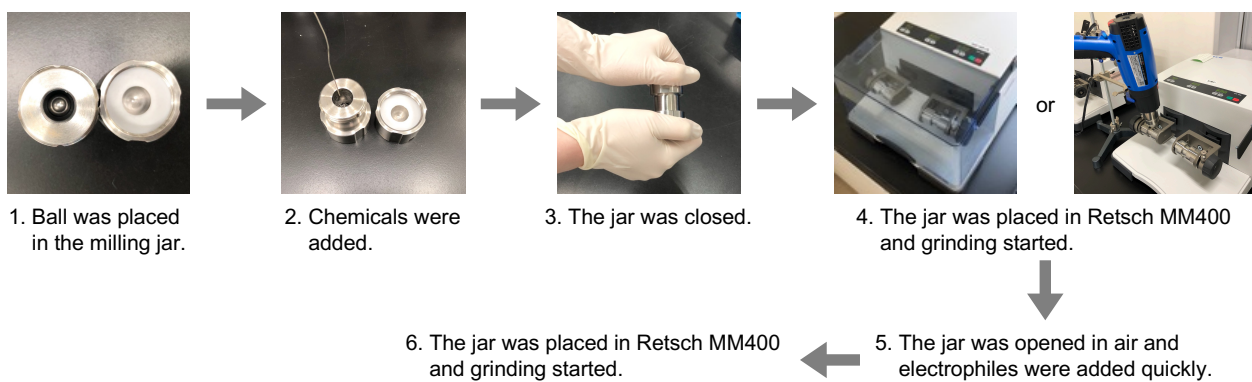 or
1. Ball was placed
in the milling jar.
2. Chemicals were
added.
3. The jar was closed.
4. The jar was placed in Retsch MM400
and grinding started.
5. The jar was opened in air and
electrophiles were added quickly.
6. The jar was placed in Retsch MM400
and grinding started.